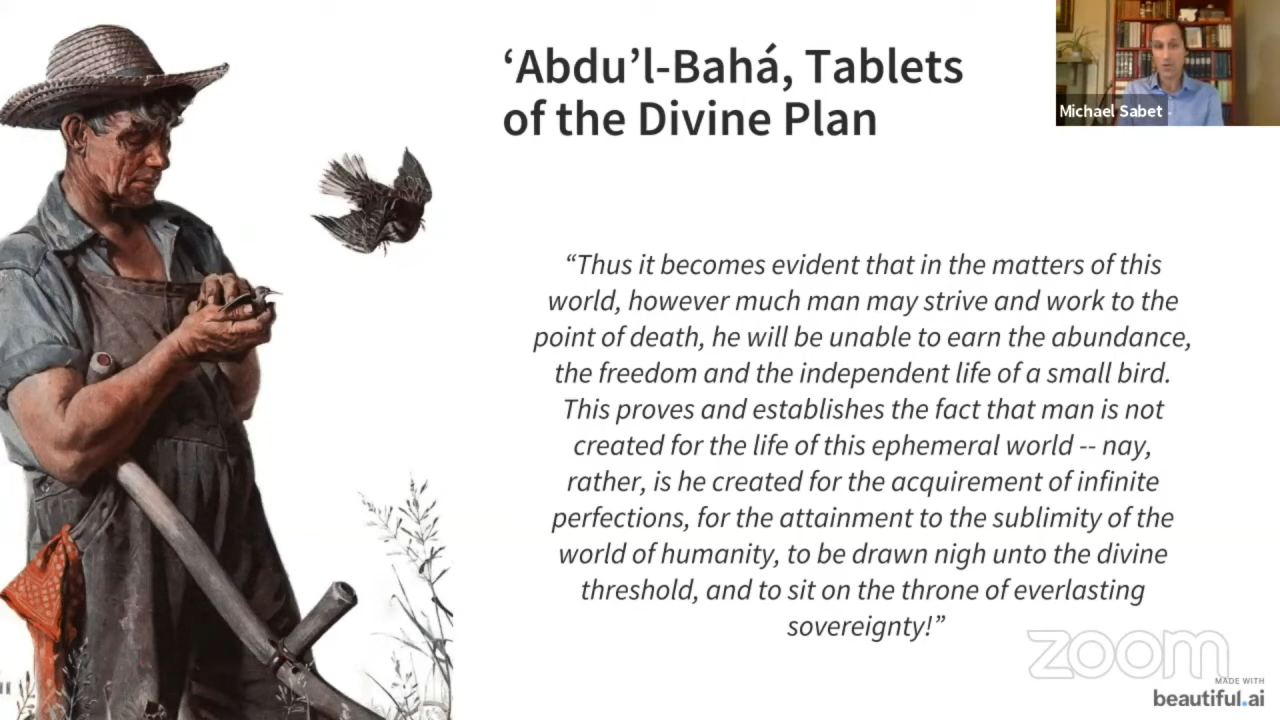 ‘Abdu’l-Bahá, Tablets
of the Divine Plan
Michael Sabet
“Thus it becomes evident that in the matters of this
world, however much man may strive and work to the
point of death, he will be unable to earn the abundance,
the freedom and the independent life of a small bird.
This proves and establishes the fact that man is not
created for the life of this ephemeral world -- nay,
rather, is he created for the acquirement of infinite
perfections, for the attainment to the sublimity of the
world of humanity, to be drawn nigh unto the divine
threshold, and to sit on the throne of everlasting
sovereignty!”
zoom
MADE WITH
beautiful.ai